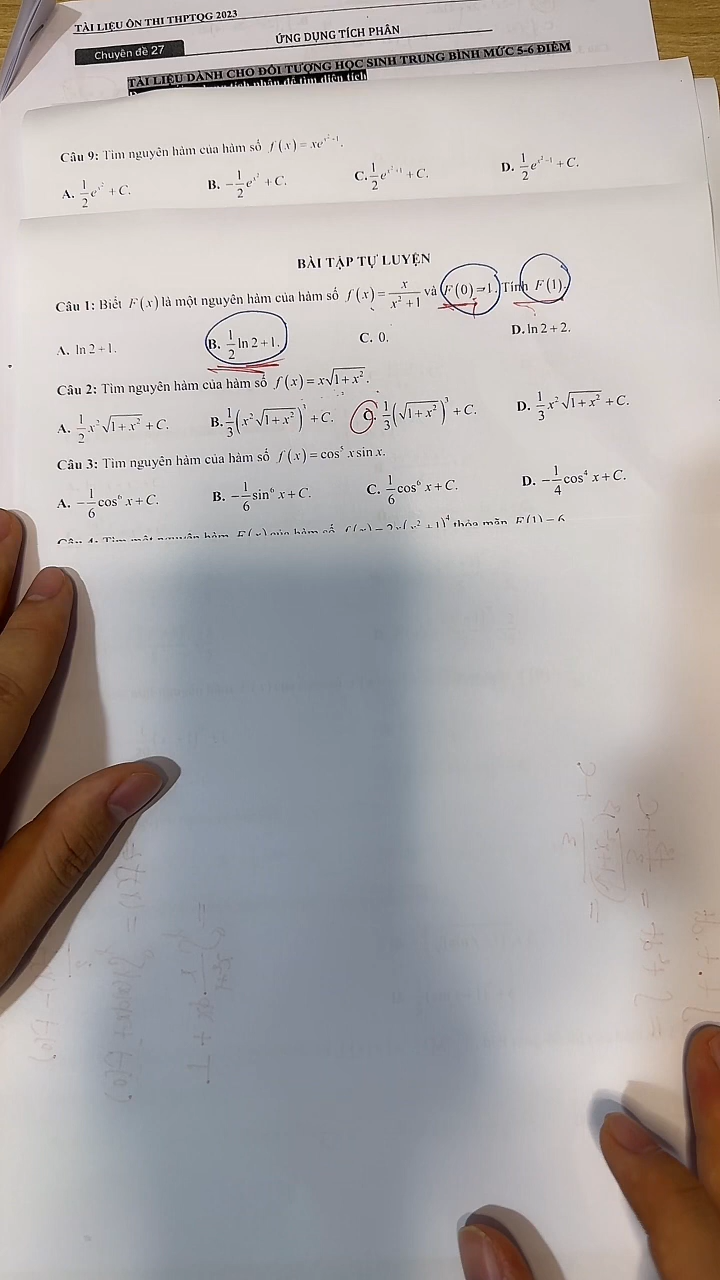 TÀI LIỆU ÔN THI THPTQG 2023
Chuyên đề 27
ỨNG DỤNG TÍCH PHÂN
TÀI LIỆU DÀNH CHO ĐỐI TƯỢNG HỌC SINH TRUNG BÌNH MỨC 5-6 ĐIỂM
Câu 9: Tìm nguyên hàm của hàm số f(x) = xe^{x²+1}.
A. 1/2 e^{x²} + C. B. -1/2 e^{x²} + C. C. 1/2 e^{x²+1} + C. D. 1/2 e^{x²-1} + C.
BÀI TẬP TỰ LUYỆN
Câu 1: Biết F(x) là một nguyên hàm của hàm số f(x) = x/(x²+1) và F(0)=1. Tính F(1).
A. ln 2 + 1. B. 1/2 ln 2 + 1. C. 0. D. ln 2 + 2.
Câu 2: Tìm nguyên hàm của hàm số f(x) = x√(1+x²).
A. 1/2 x²√(1+x²) + C. B. 1/3 (x²√(1+x²))³ + C. C. 1/3 (√(1+x²))³ + C. D. 1/3 x²√(1+x²) + C.
Câu 3: Tìm nguyên hàm của hàm số f(x) = cos⁵ x sin x.
A. -1/6 cos⁶ x + C. B. -1/6 sin⁶ x + C. C. 1/6 cos⁶ x + C. D. -1/4 cos⁴ x + C.